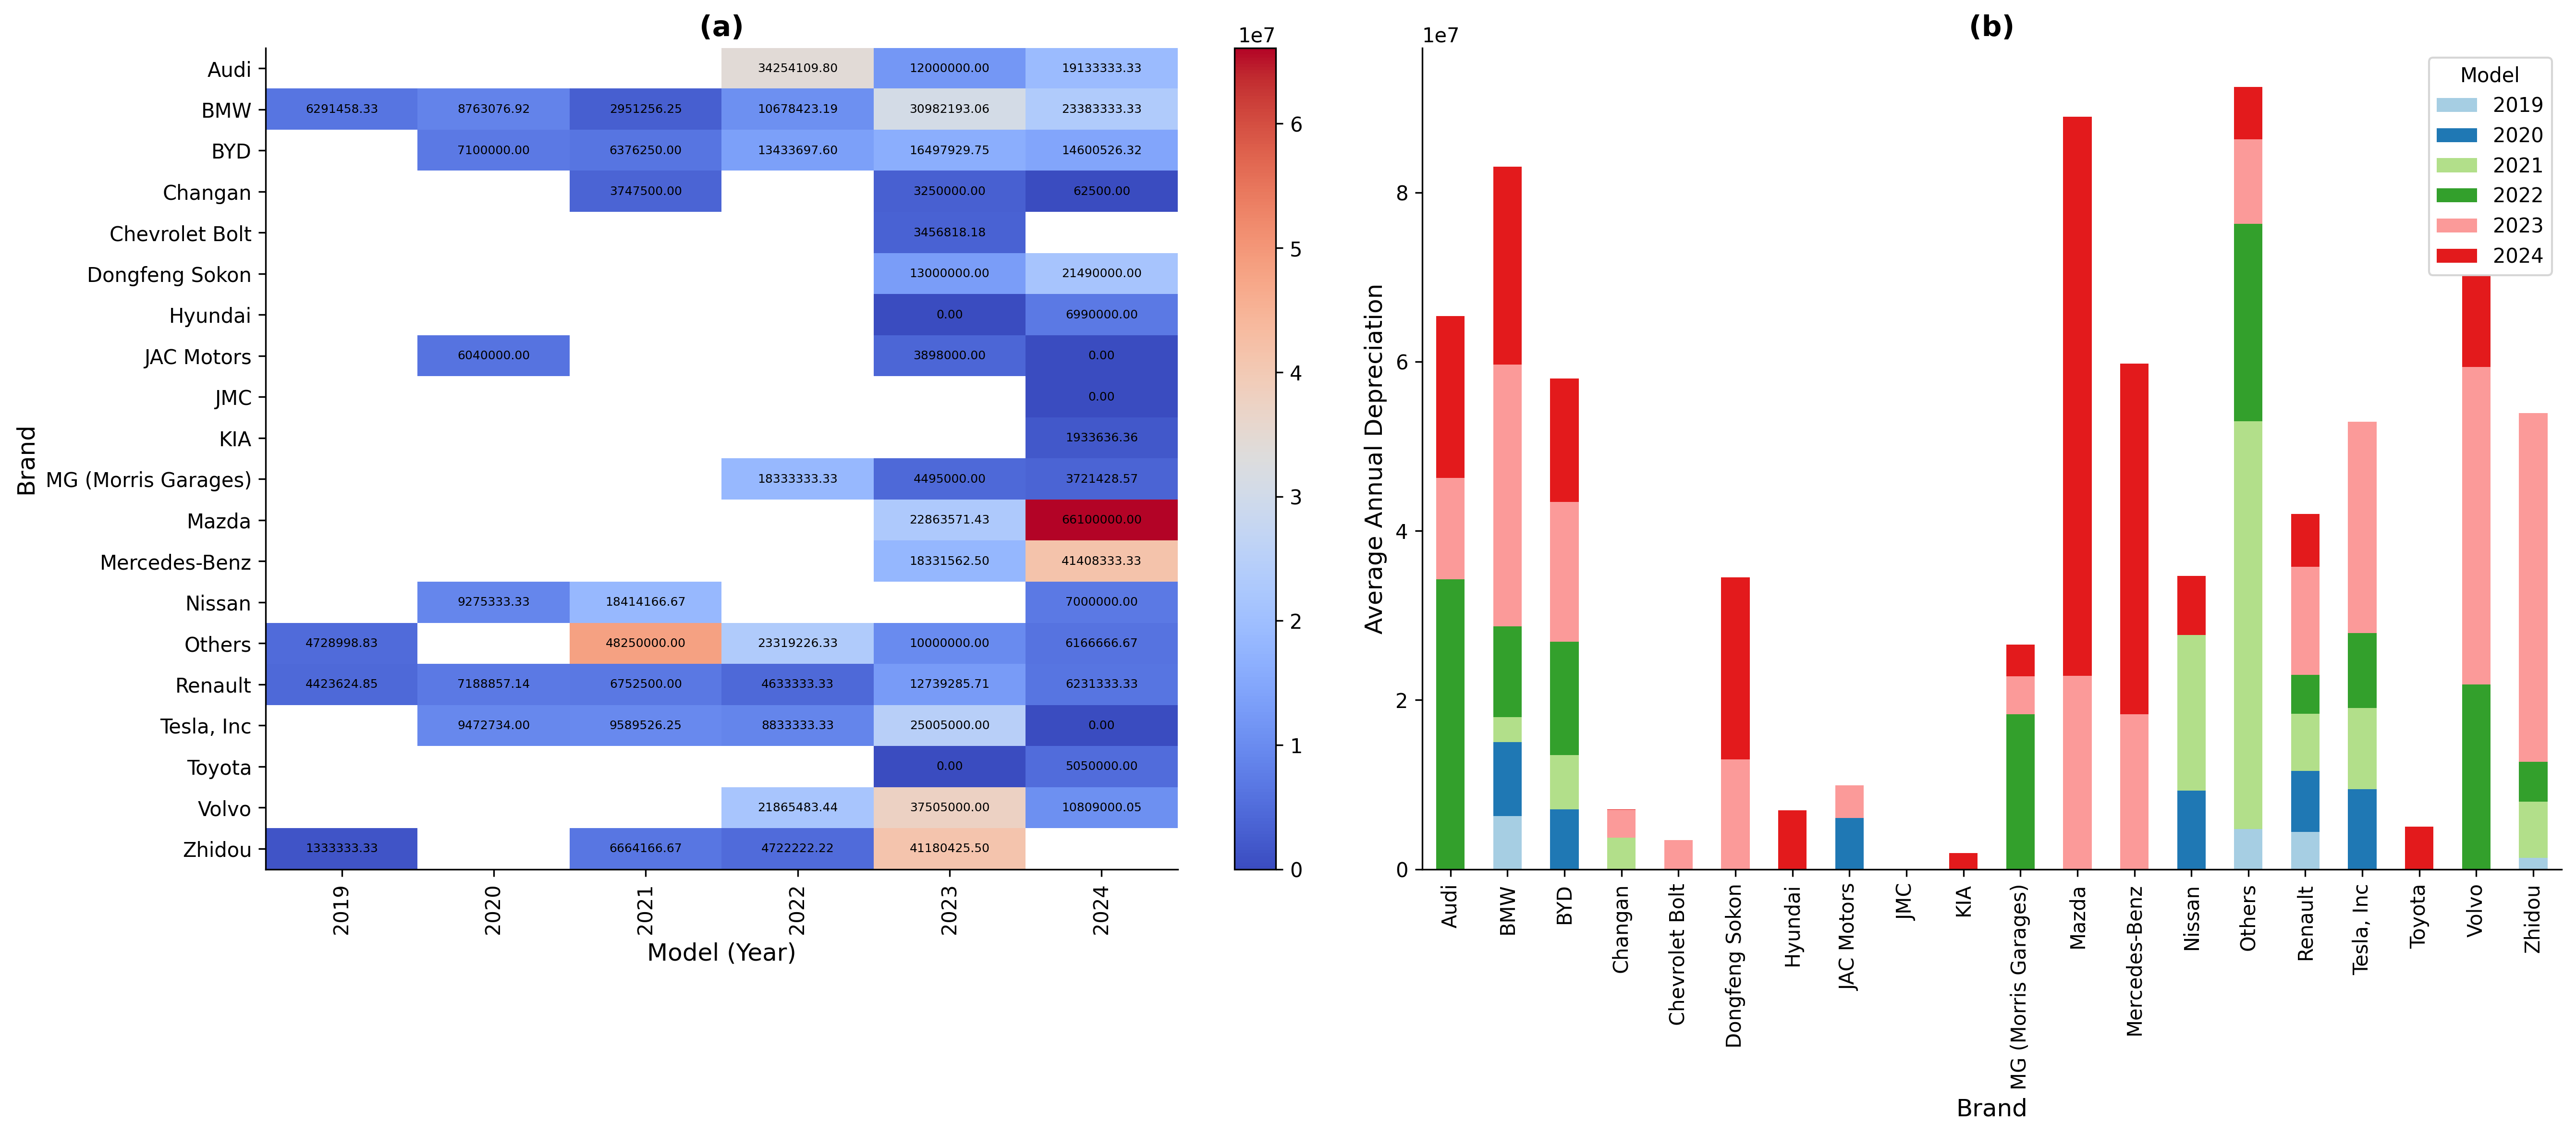 (a)
1e7
Audi 34254109.80 12000000.00 19133333.33
BMW 6291458.33 8763076.92 2951256.25 10678423.19 30982193.06 23383333.33
BYD 7100000.00 6376250.00 13433697.60 16497929.75 14600526.32
Changan 3747500.00 3250000.00 62500.00
Chevrolet Bolt 3456818.18
Dongfeng Sokon 13000000.00 21490000.00
Hyundai 0.00 6990000.00
JAC Motors 6040000.00 3898000.00 0.00
JMC 0.00
KIA 1933636.36
MG (Morris Garages) 18333333.33 4495000.00 3721428.57
Mazda 22863571.43 66100000.00
Mercedes-Benz 18331562.50 41408333.33
Nissan 9275333.33 18414166.67 7000000.00
Others 4728998.83 48250000.00 23319226.33 10000000.00 6166666.67
Renault 4423624.85 7188857.14 6752500.00 4633333.33 12739285.71 6231333.33
Tesla, Inc 9472734.00 9589526.25 8833333.33 25005000.00 0.00
Toyota 0.00 5050000.00
Volvo 21865483.44 37505000.00 10809000.05
Zhidou 1333333.33 6664166.67 4722222.22 41180425.50
Brand
2019 2020 2021 2022 2023 2024
Model (Year)
6
5
4
3
2
1
0
(b)
1e7
8
6
4
2
0
Average Annual Depreciation
Model
2019
2020
2021
2022
2023
2024
Audi
BMW
BYD
Changan
Chevrolet Bolt
Dongfeng Sokon
Hyundai
JAC Motors
JMC
KIA
MG (Morris Garages)
Mazda
Mercedes-Benz
Nissan
Others
Renault
Tesla, Inc
Toyota
Volvo
Zhidou
Brand